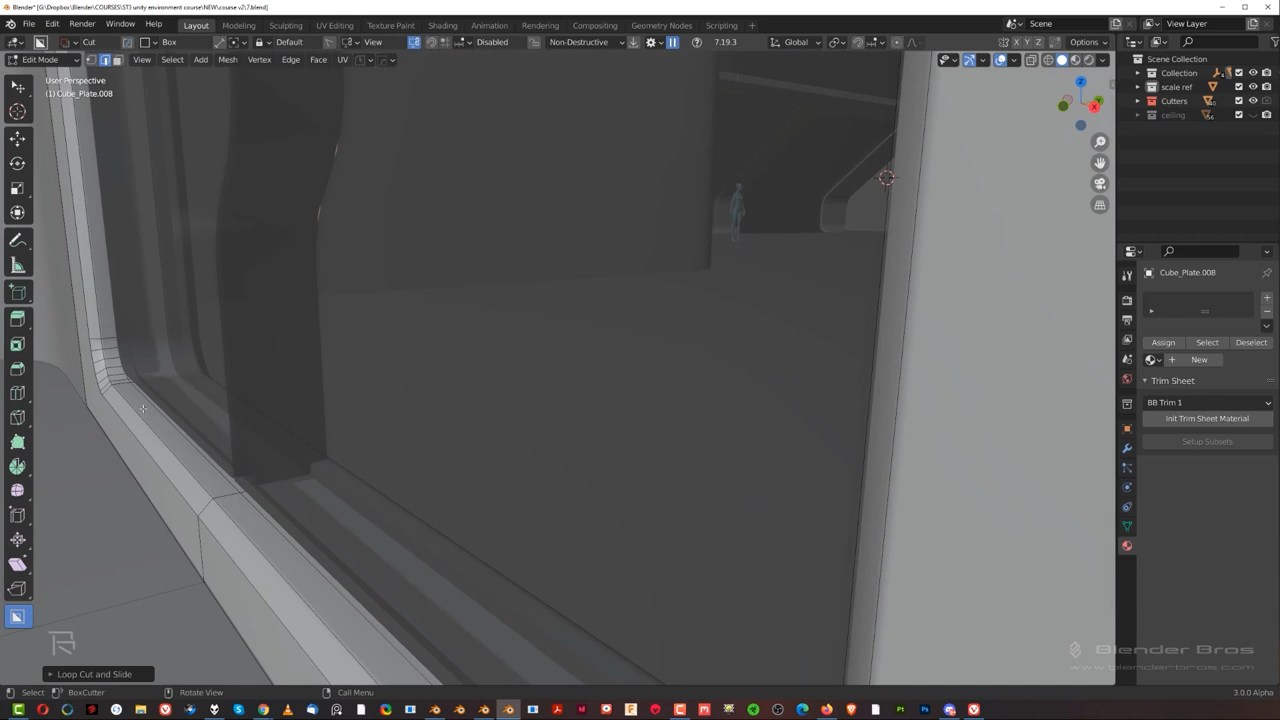 Blender* [G:\Dropbox\Blender\COURSES\ST3 unity environment course\NEW\course v2\7.blend]
File Edit Render Window Help Layout Modeling Sculpting UV Editing Texture Paint Shading Animation Rendering Compositing Geometry Nodes Scripting + Scene View Layer
Cut Box Default View Disabled Non-Destructive 7.19.3 Global X Y Z Options
Edit Mode View Select Add Mesh Vertex Edge Face UV
User Perspective
(1) Cube_Plate.008
Z
X
Scene Collection
Collection
scale ref
Cutters
ceiling
Cube_Plate.008
Assign Select Deselect
New
Trim Sheet
BB Trim 1
Init Trim Sheet Material
Setup Subsets
Blender Bros
www.blenderbros.com
Loop Cut and Slide
Select BoxCutter Rotate View Call Menu 3.0.0 Alpha